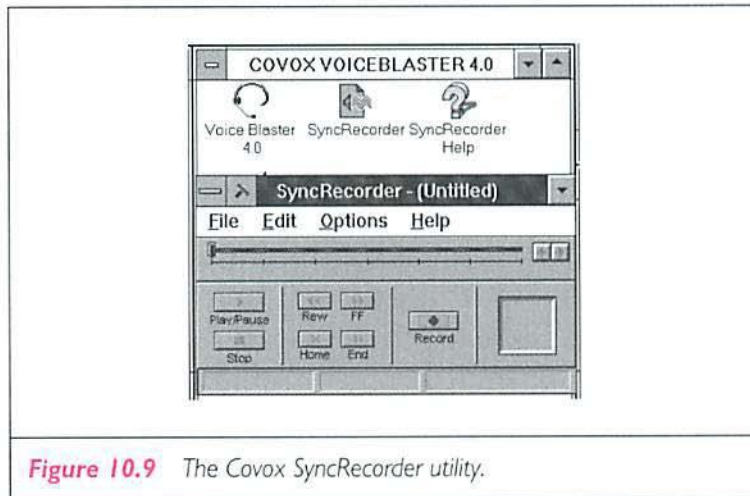 COVOX VOICEBLASTER 4.0
Voice Blaster SyncRecorder SyncRecorder
4.0 Help
SyncRecorder - (Untitled)
File Edit Options Help
Play/Pause Rew FF Record
Stop Home End
Figure 10.9 The Covox SyncRecorder utility.